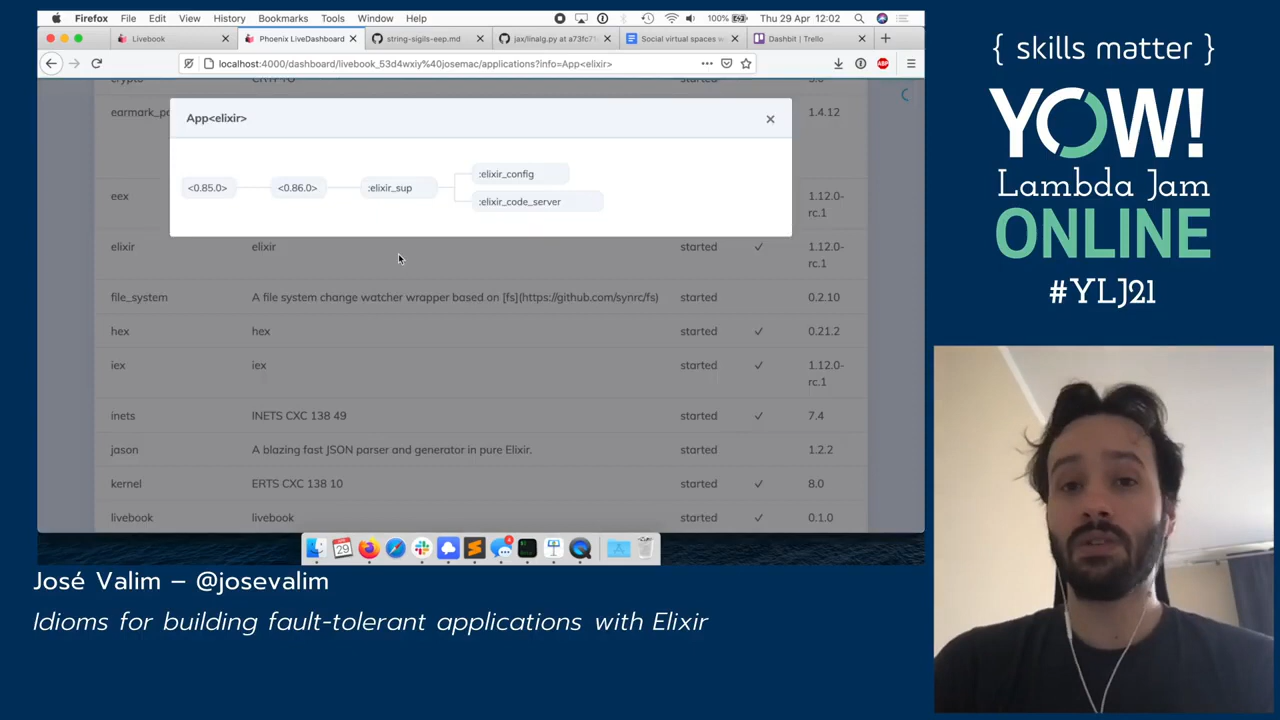 Firefox File Edit View History Bookmarks Tools Window Help 100% Thu 29 Apr 12:02
Livebook Phoenix LiveDashboard string-sigils-eep.md jax/linalg.py at a73fc71 Social virtual spaces w Dashbit | Trello
localhost:4000/dashboard/livebook_53d4wxiy%40josemac/applications?info=App<elixir>
earmark_pa 1.4.12
App<elixir>
<0.85.0> <0.86.0> :elixir_sup :elixir_config
:elixir_code_server
eex 1.12.0-
rc.1
elixir elixir started ✓ 1.12.0-
rc.1
file_system A file system change watcher wrapper based on [fs](https://github.com/synrc/fs) started 0.2.10
hex hex started ✓ 0.21.2
iex iex started ✓ 1.12.0-
rc.1
inets INETS CXC 138 49 started ✓ 7.4
jason A blazing fast JSON parser and generator in pure Elixir. started ✓ 1.2.2
kernel ERTS CXC 138 10 started ✓ 8.0
livebook livebook started ✓ 0.1.0
29
José Valim – @josevalim
Idioms for building fault-tolerant applications with Elixir
{ skills matter }
YOW!
Lambda Jam
ONLINE
#YLJ21